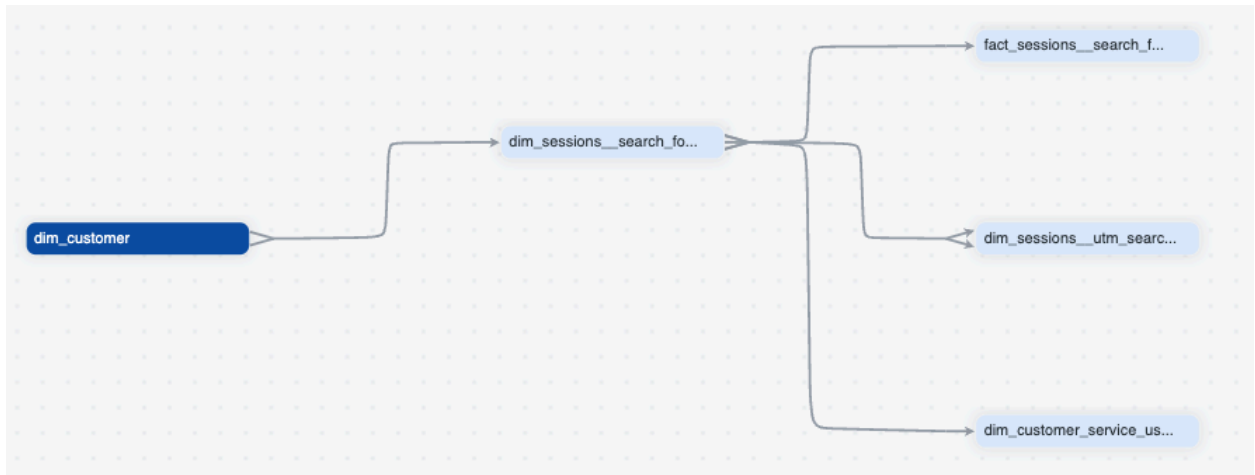 fact_sessions__search_f...
dim_sessions__search_fo...
dim_customer
dim_sessions__utm_searc...
dim_customer_service_us...